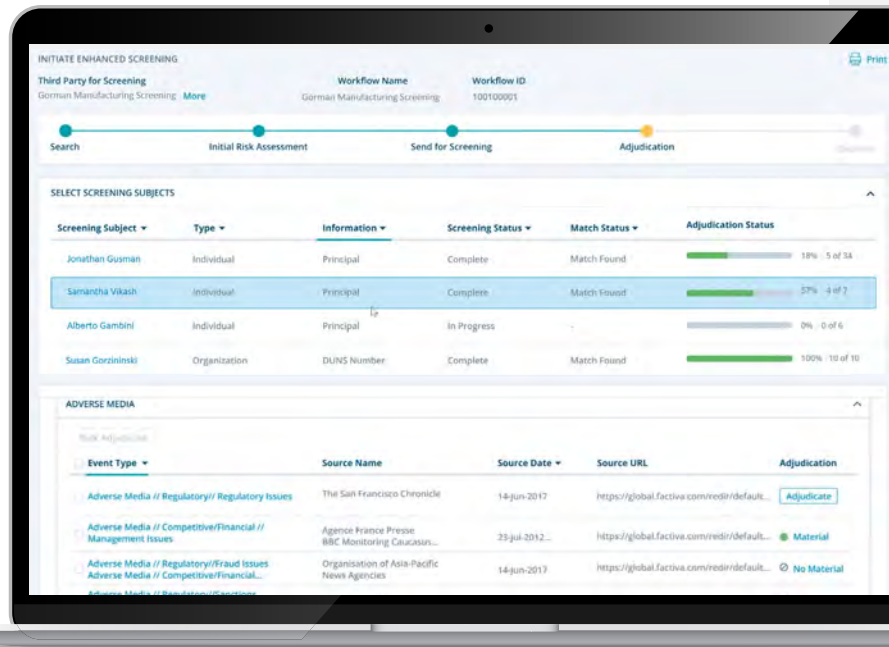 INITIATE ENHANCED SCREENING
Print
Third Party for Screening
Workflow Name
Workflow ID
Gorman Manufacturing Screening More
Gorman Manufacturing Screening
100100001
Search
Initial Risk Assessment
Send for Screening
Adjudication
SELECT SCREENING SUBJECTS
Screening Subject Type Information Screening Status Match Status Adjudication Status
Jonathan Gusman Individual Principal Complete Match Found 18% 5 of 34
Samantha Vikash Individual Principal Complete Match Found 57% 4 of 7
Alberto Gambini Individual Principal In Progress - 0% 0 of 6
Susan Gorzininski Organization DUNS Number Complete Match Found 100% 10 of 10
ADVERSE MEDIA
Bulk Adjudicate
Event Type Source Name Source Date Source URL Adjudication
Adverse Media // Regulatory// Regulatory Issues The San Francisco Chronicle 14-jun-2017 https://global.factiva.com/redir/default... Adjudicate
Adverse Media // Competitive/Financial //
Management Issues
Agence France Presse
BBC Monitoring Caucasus...
23-jul-2012... https://global.factiva.com/redir/default... Material
Adverse Media // Regulatory//Fraud Issues
Adverse Media // Competitive/Financial...
Organisation of Asia-Pacific
News Agencies
14-jun-2017 https://global.factiva.com/redir/default... No Material
Adverse Media // Regulatory//Sanctions